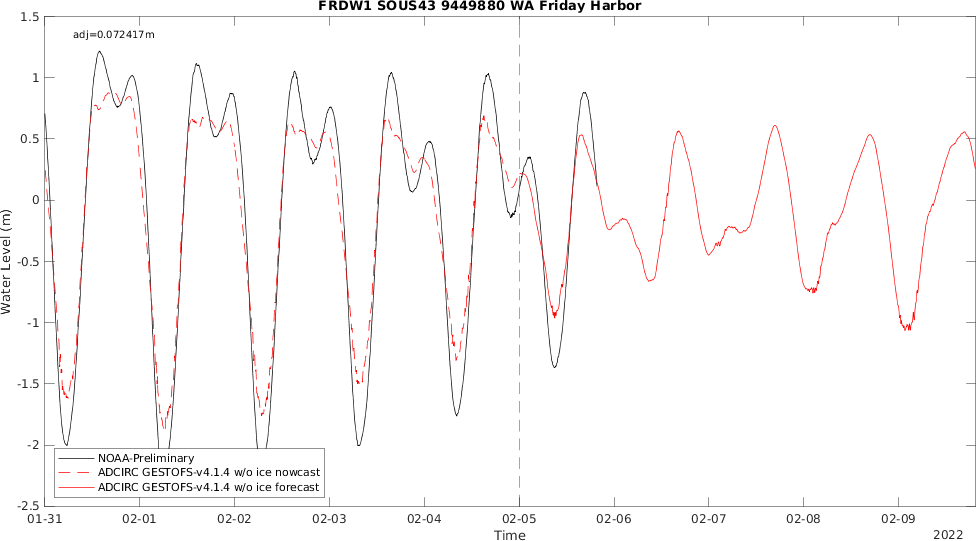 FRDW1 SOUS43 9449880 WA Friday Harbor
adj=0.072417m
1.5
1
0.5
0
-0.5
-1
-1.5
-2
-2.5
Water Level (m)
NOAA-Preliminary
ADCIRC GESTOFS-v4.1.4 w/o ice nowcast
ADCIRC GESTOFS-v4.1.4 w/o ice forecast
01-31 02-01 02-02 02-03 02-04 02-05 02-06 02-07 02-08 02-09
Time
2022